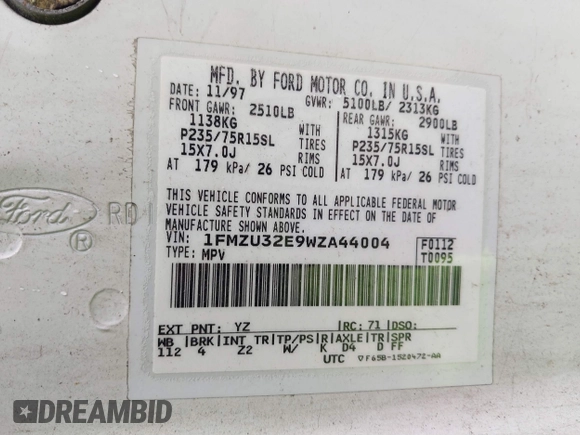 MFD. BY FORD MOTOR CO. IN U.S.A.
DATE: 11/97 GVWR: 5100LB/ 2313KG
FRONT GAWR: 2510LB REAR GAWR: 2900LB
1138KG WITH 1315KG WITH
P235/75R15SL TIRES P235/75R15SL TIRES
15X7.0J RIMS 15X7.0J RIMS
AT 179 kPa/ 26 PSI COLD AT 179 kPa/ 26 PSI COLD
THIS VEHICLE CONFORMS TO ALL APPLICABLE FEDERAL MOTOR
VEHICLE SAFETY STANDARDS IN EFFECT ON THE DATE OF
MANUFACTURE SHOWN ABOVE.
VIN: 1FMZU32E9WZA44004 F0112
TYPE: MPV T0095
EXT PNT: YZ RC: 71 DSO:
WB BRK INT TR TP/PS R AXLE TR SPR
112 4 Z2 W/ K D4 D FF
UTC ▽F65B-1520472-AA
Ford ® RD
DREAMBID